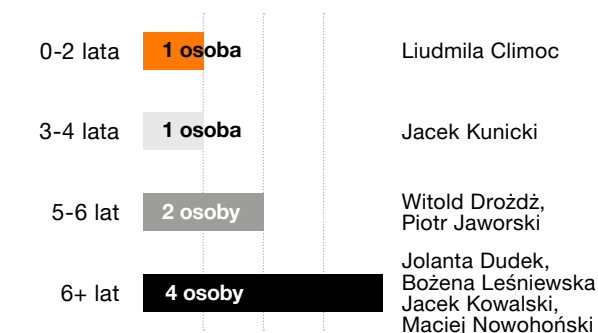 0-2 lata
1 osoba
Liudmila Climoc
3-4 lata
1 osoba
Jacek Kunicki
5-6 lat
2 osoby
Witold Drożdż,
Piotr Jaworski
6+ lat
4 osoby
Jolanta Dudek,
Bożena Leśniewska
Jacek Kowalski,
Maciej Nowohoński